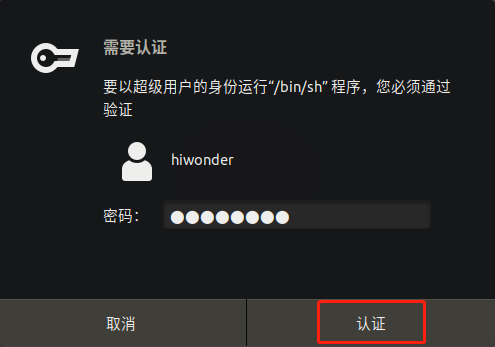 需要认证
要以超级用户的身份运行“/bin/sh” 程序，您必须通过
验证
hiwonder
密码：
取消
认证